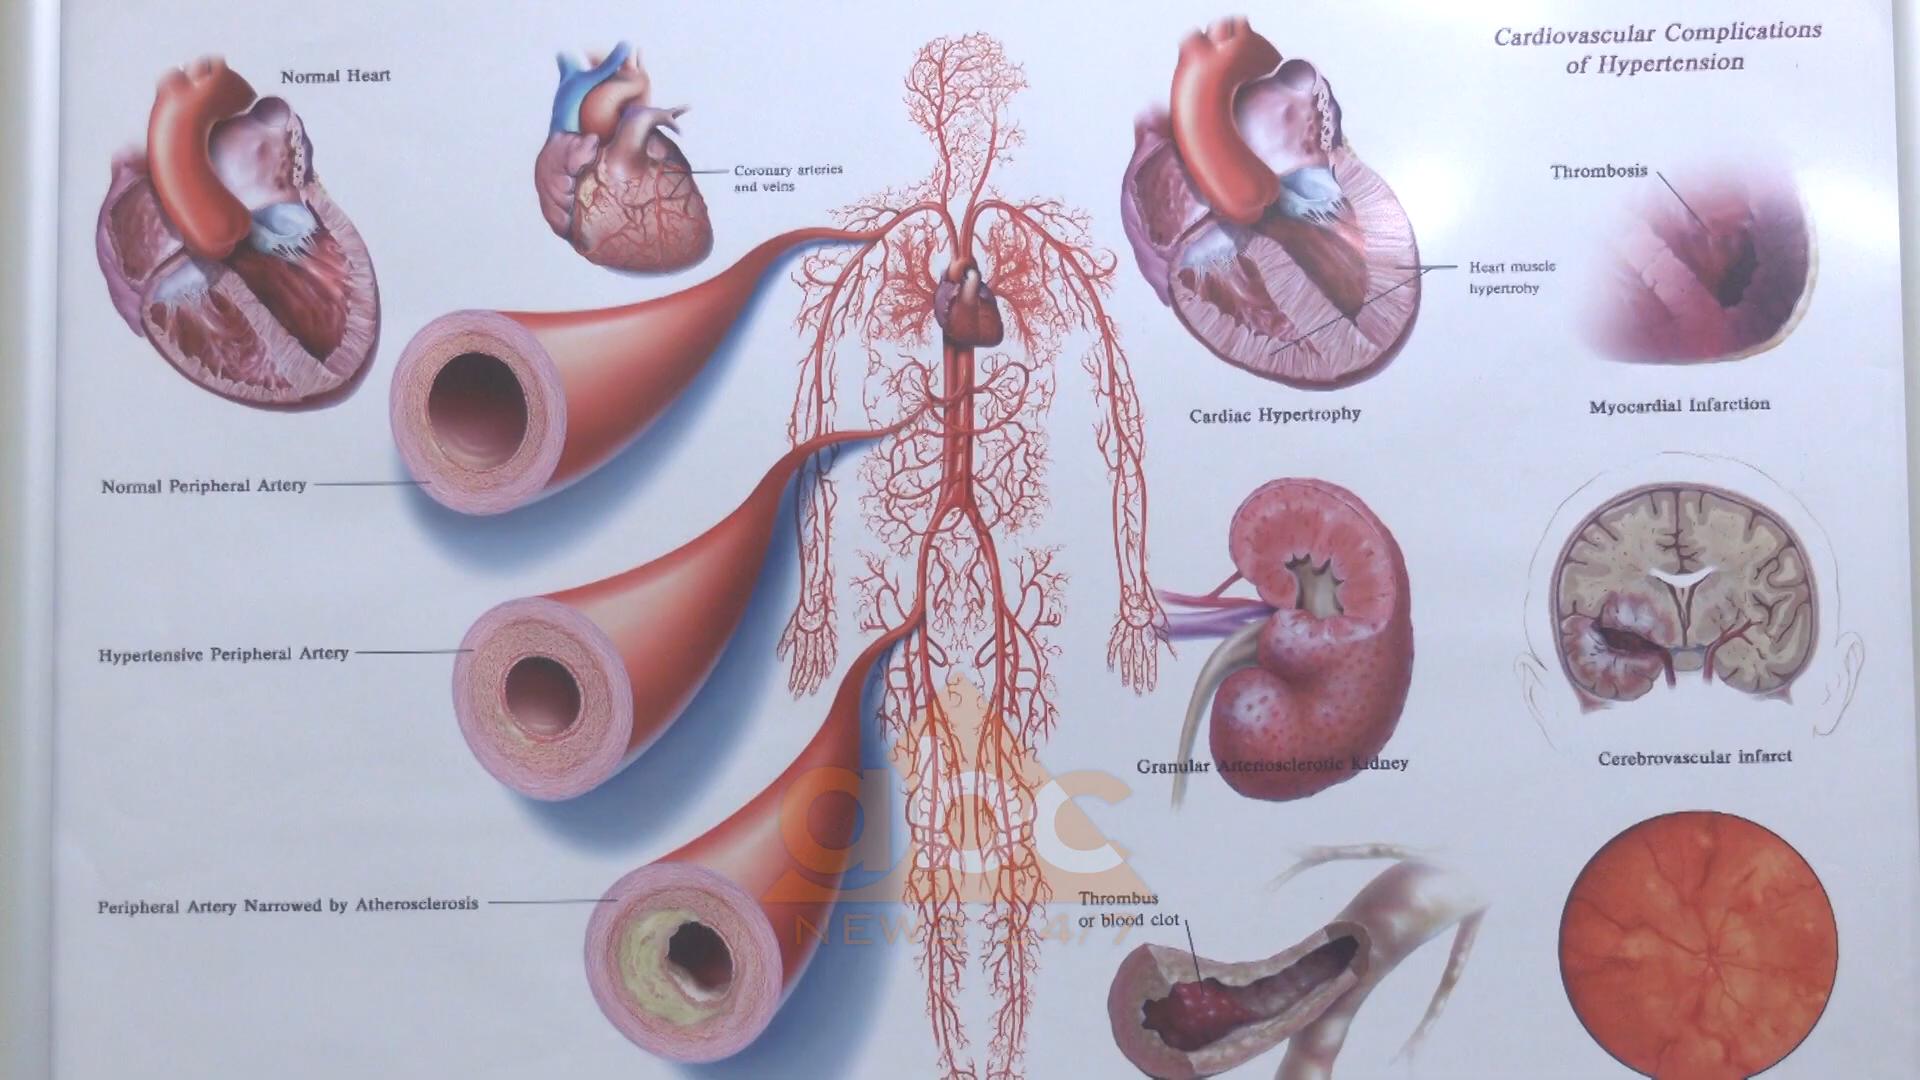 Cardiovascular Complications
of Hypertension
Normal Heart
Coronary arteries
and veins
Thrombosis
Heart muscle
hypertrohy
Myocardial Infarction
Cardiac Hypertrophy
Normal Peripheral Artery
Hypertensive Peripheral Artery
Granular Arteriosclerotic Kidney
Cerebrovascular infarct
Peripheral Artery Narrowed by Atherosclerosis
Thrombus
or blood clot
aoc
NEWS 24/7